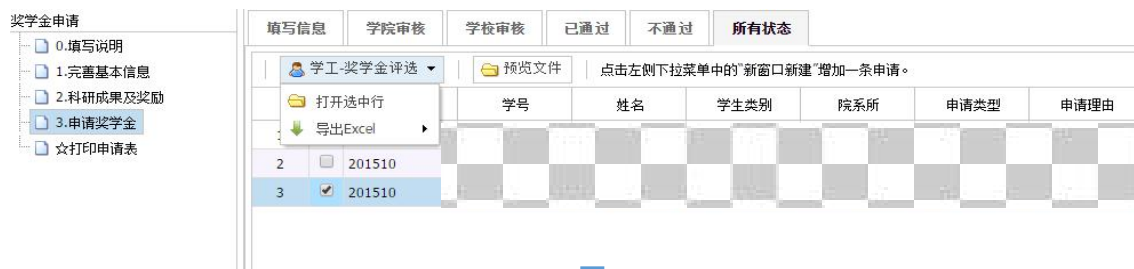 奖学金申请
0.填写说明
1.完善基本信息
2.科研成果及奖励
3.申请奖学金
☆打印申请表
填写信息 学院审核 学校审核 已通过 不通过 所有状态
学工-奖学金评选 预览文件 点击左侧下拉菜单中的"新窗口新建"增加一条申请。
学号 姓名 学生类别 院系所 申请类型 申请理由
打开选中行
导出Excel
2 201510
3 201510